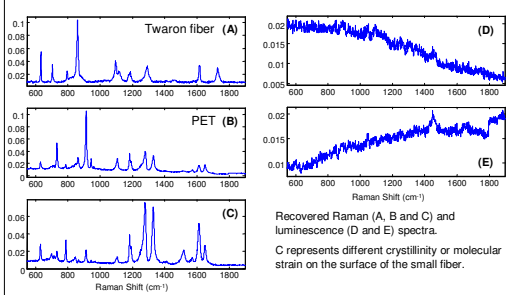 0.1
0.08
0.06
0.04
0.02
Twaron fiber (A)
600 800 1000 1200 1400 1600 1800
0.1
0.08
0.06
0.04
0.02
0
PET (B)
600 800 1000 1200 1400 1600 1800
0.06
0.04
0.02
0
(C)
600 800 1000 1200 1400 1600 1800
Raman Shift (cm⁻¹)
0.02
0.015
0.01
0.005
(D)
600 800 1000 1200 1400 1600 1800
0.02
0.015
0.01
(E)
600 800 1000 1200 1400 1600 1800
Raman Shift (cm⁻¹)
Recovered Raman (A, B and C) and
luminescence (D and E) spectra.
C represents different crystillinity or molecular
strain on the surface of the small fiber.